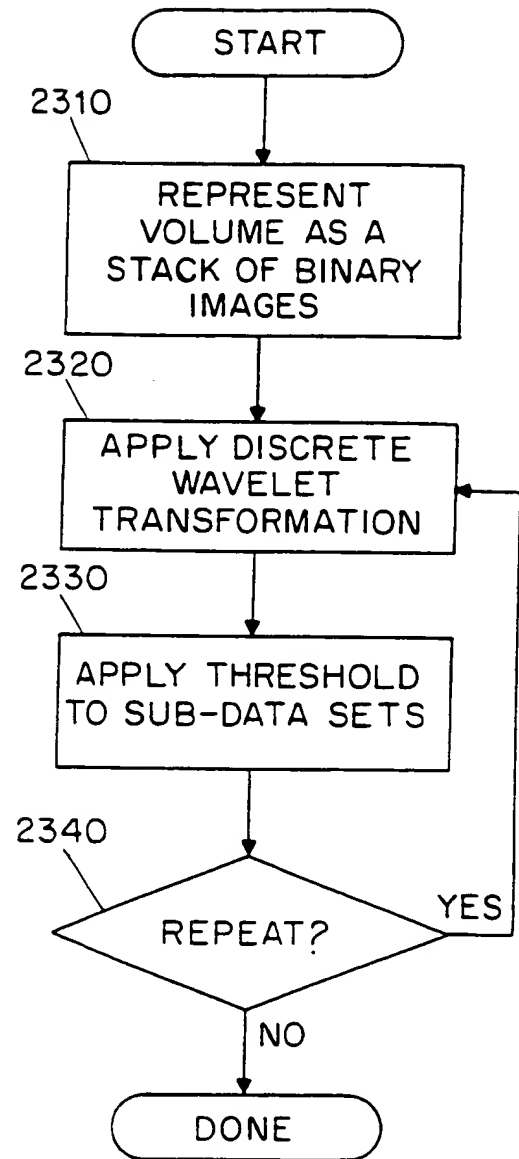 START
2310
REPRESENT
VOLUME AS A
STACK OF BINARY
IMAGES
2320
APPLY DISCRETE
WAVELET
TRANSFORMATION
2330
APPLY THRESHOLD
TO SUB-DATA SETS
2340
REPEAT?
YES
NO
DONE